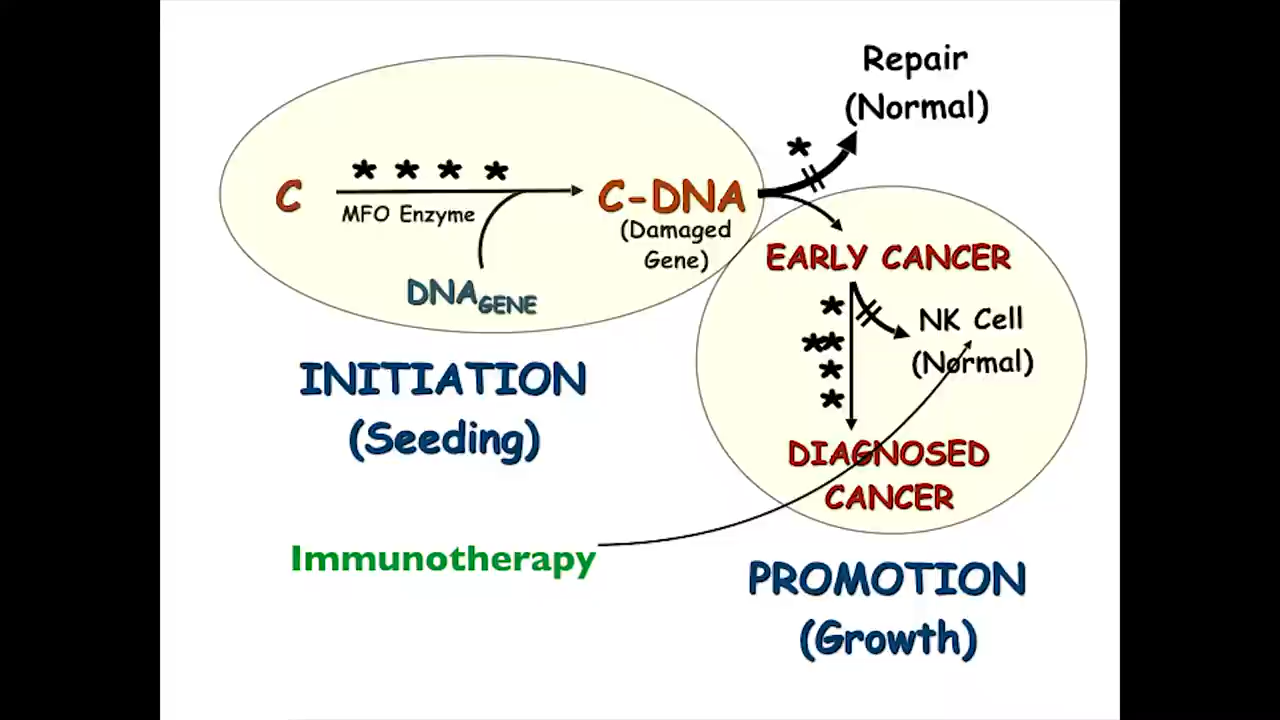 Repair
(Normal)
*
* * * *
C
MFO Enzyme
C-DNA
(Damaged
Gene)
DNAGENE
EARLY CANCER
*
**
*
*
NK Cell
(Normal)
DIAGNOSED
CANCER
INITIATION
(Seeding)
Immunotherapy
PROMOTION
(Growth)